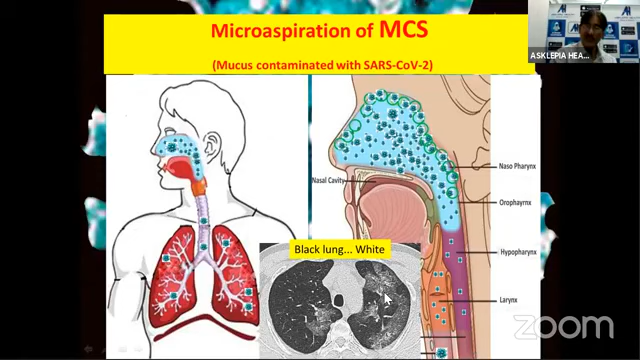 Microaspiration of MCS
(Mucus contaminated with SARS-CoV-2)
ASKLEPIA HEA...
Naso Pharynx
Nasal Cavity
Orophayrnx
Black lung... White
Hypopharynx
Larynx
zoom